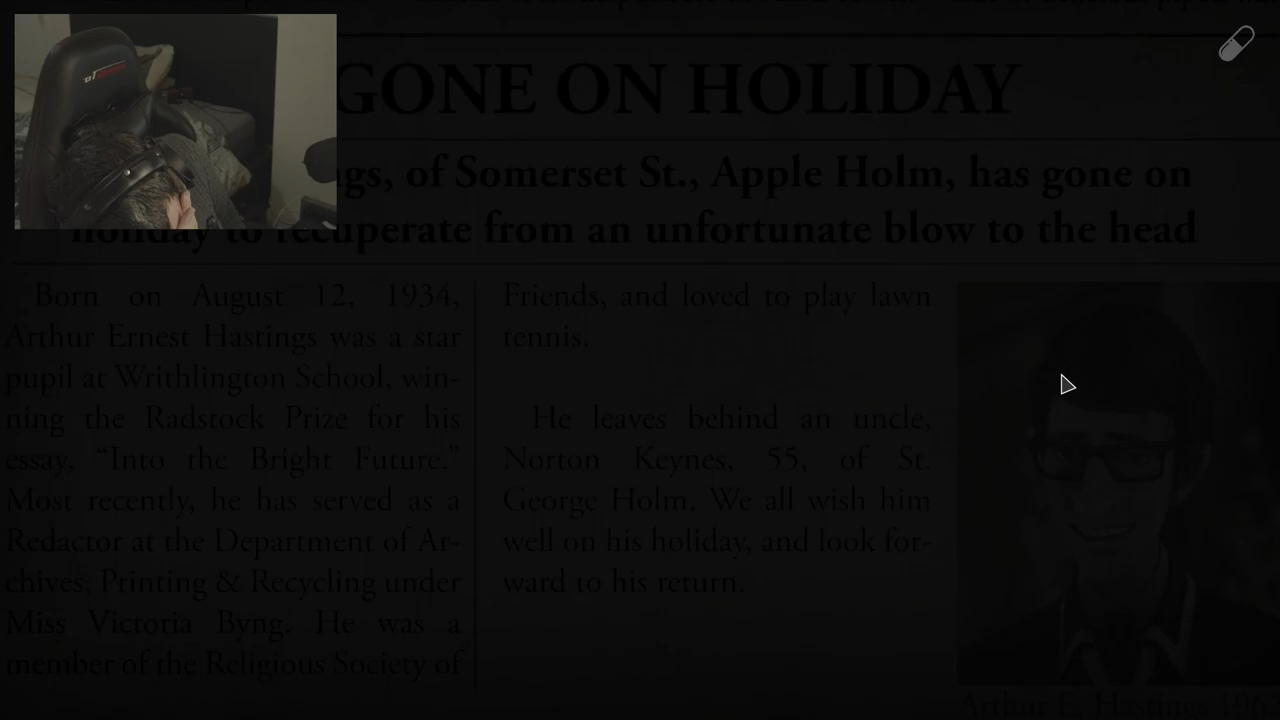 GONE ON HOLIDAY
ngs, of Somerset St., Apple Holm, has gone on
holiday to recuperate from an unfortunate blow to the head
Born on August 12, 1934,
Arthur Ernest Hastings was a star
pupil at Writhlington School, win-
ning the Radstock Prize for his
essay, “Into the Bright Future.”
Most recently, he has served as a
Redactor at the Department of Ar-
chives, Printing & Recycling under
Miss Victoria Byng. He was a
member of the Religious Society of
Friends, and loved to play lawn
tennis.
He leaves behind an uncle,
Norton Keynes, 55, of St.
George Holm. We all wish him
well on his holiday, and look for-
ward to his return.
Arthur E. Hastings 196